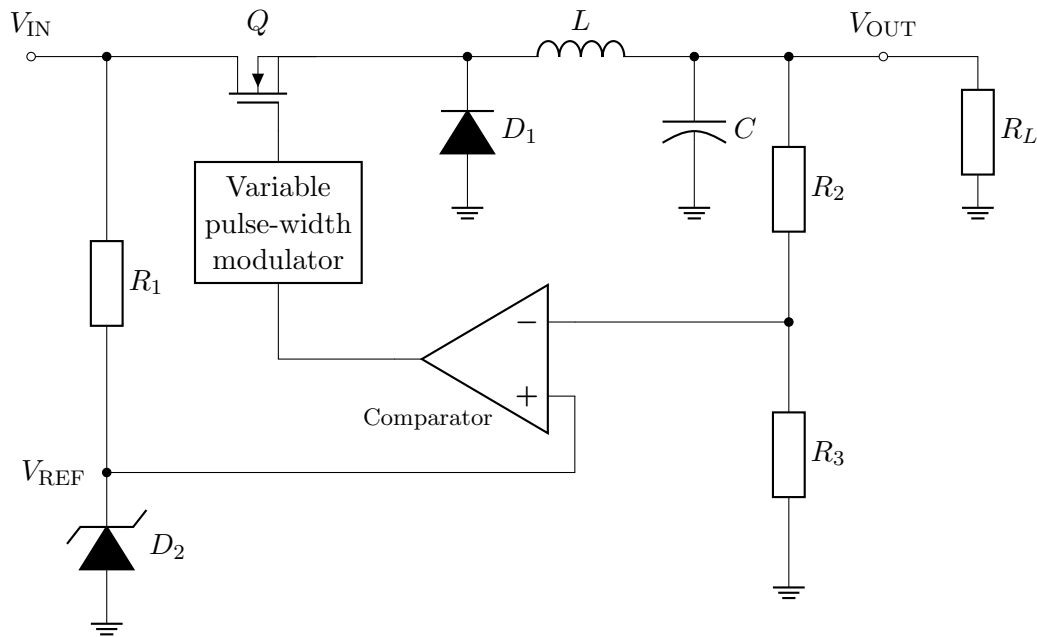 V_IN
Q
L
V_OUT
D_1
C
R_L
Variable
pulse-width
modulator
R_2
R_1
−
+
Comparator
R_3
V_REF
D_2